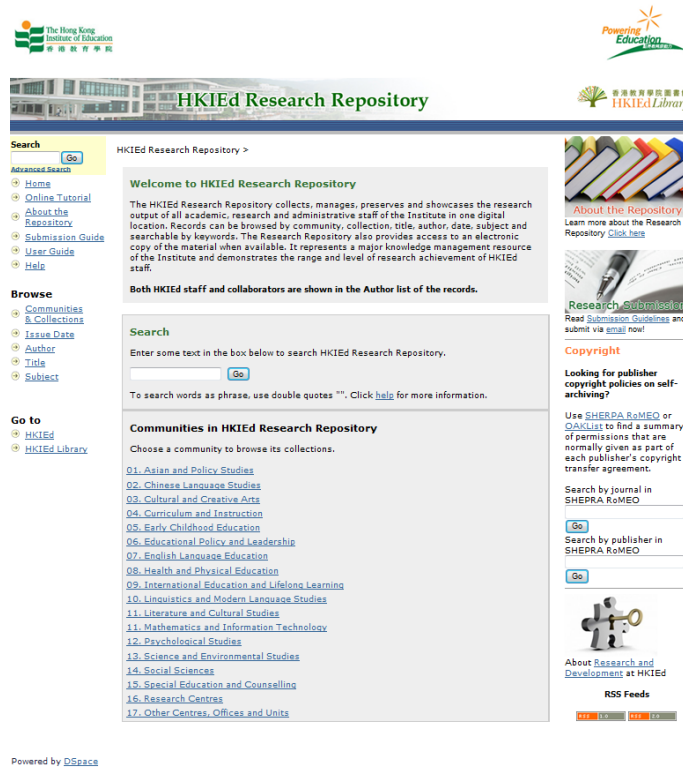 The Hong Kong
Institute of Education
香港教育學院
Powering
Education
HKIEd Research Repository
香港教育學院圖書
HKIEd Library
Search
Go
Advanced Search
Home
Online Tutorial
About the
Repository
Submission Guide
User Guide
Help
Browse
Communities
& Collections
Issue Date
Author
Title
Subject
Go to
HKIEd
HKIEd Library
HKIEd Research Repository >
Welcome to HKIEd Research Repository
The HKIEd Research Repository collects, manages, preserves and showcases the research
output of all academic, research and administrative staff of the Institute in one digital
location. Records can be browsed by community, collection, title, author, date, subject and
searchable by keywords. The Research Repository also provides access to an electronic
copy of the material when available. It represents a major knowledge management resource
of the Institute and demonstrates the range and level of research achievement of HKIEd
staff.
Both HKIEd staff and collaborators are shown in the Author list of the records.
Search
Enter some text in the box below to search HKIEd Research Repository.
Go
To search words as phrase, use double quotes "". Click help for more information.
Communities in HKIEd Research Repository
Choose a community to browse its collections.
01. Asian and Policy Studies
02. Chinese Language Studies
03. Cultural and Creative Arts
04. Curriculum and Instruction
05. Early Childhood Education
06. Educational Policy and Leadership
07. English Language Education
08. Health and Physical Education
09. International Education and Lifelong Learning
10. Linguistics and Modern Language Studies
11. Literature and Cultural Studies
11. Mathematics and Information Technology
12. Psychological Studies
13. Science and Environmental Studies
14. Social Sciences
15. Special Education and Counselling
16. Research Centres
17. Other Centres, Offices and Units
About the Repository
Learn more about the Research
Repository Click here
Research Submission
Read Submission Guidelines and
submit via email now!
Copyright
Looking for publisher
copyright policies on self-
archiving?
Use SHERPA RoMEO or
OAKList to find a summary
of permissions that are
normally given as part of
each publisher's copyright
transfer agreement.
Search by journal in
SHEPRA RoMEO
Go
Search by publisher in
SHEPRA RoMEO
Go
About Research and
Development at HKIEd
RSS Feeds
RSS 1.0 RSS 2.0
Powered by DSpace